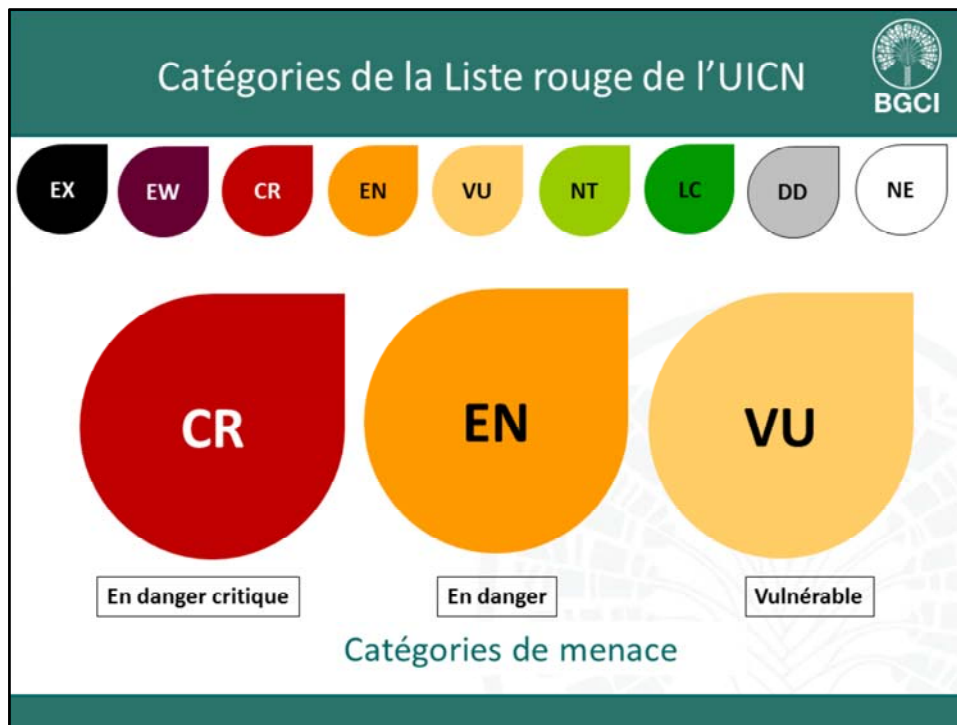 Catégories de la Liste rouge de l’UICN
BGCI
EX
EW
CR
EN
VU
NT
LC
DD
NE
CR
EN
VU
En danger critique
En danger
Vulnérable
Catégories de menace